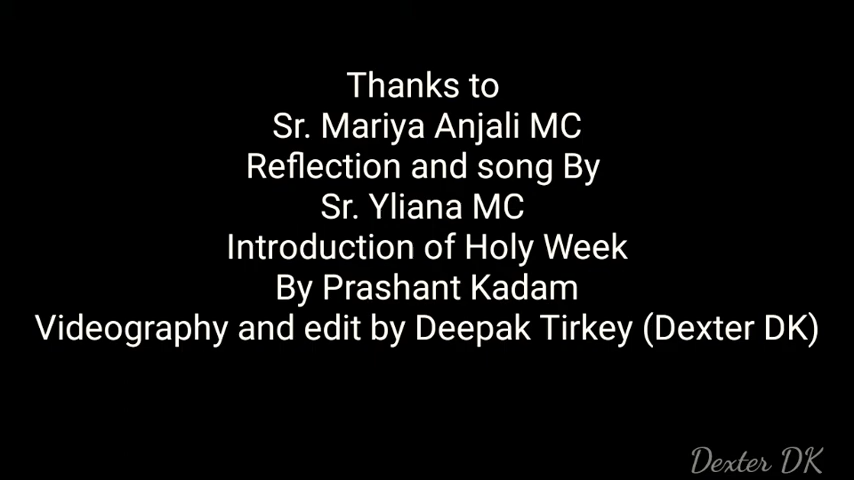 Thanks to
Sr. Mariya Anjali MC
Reflection and song By
Sr. Yliana MC
Introduction of Holy Week
By Prashant Kadam
Videography and edit by Deepak Tirkey (Dexter DK)
Dexter DK